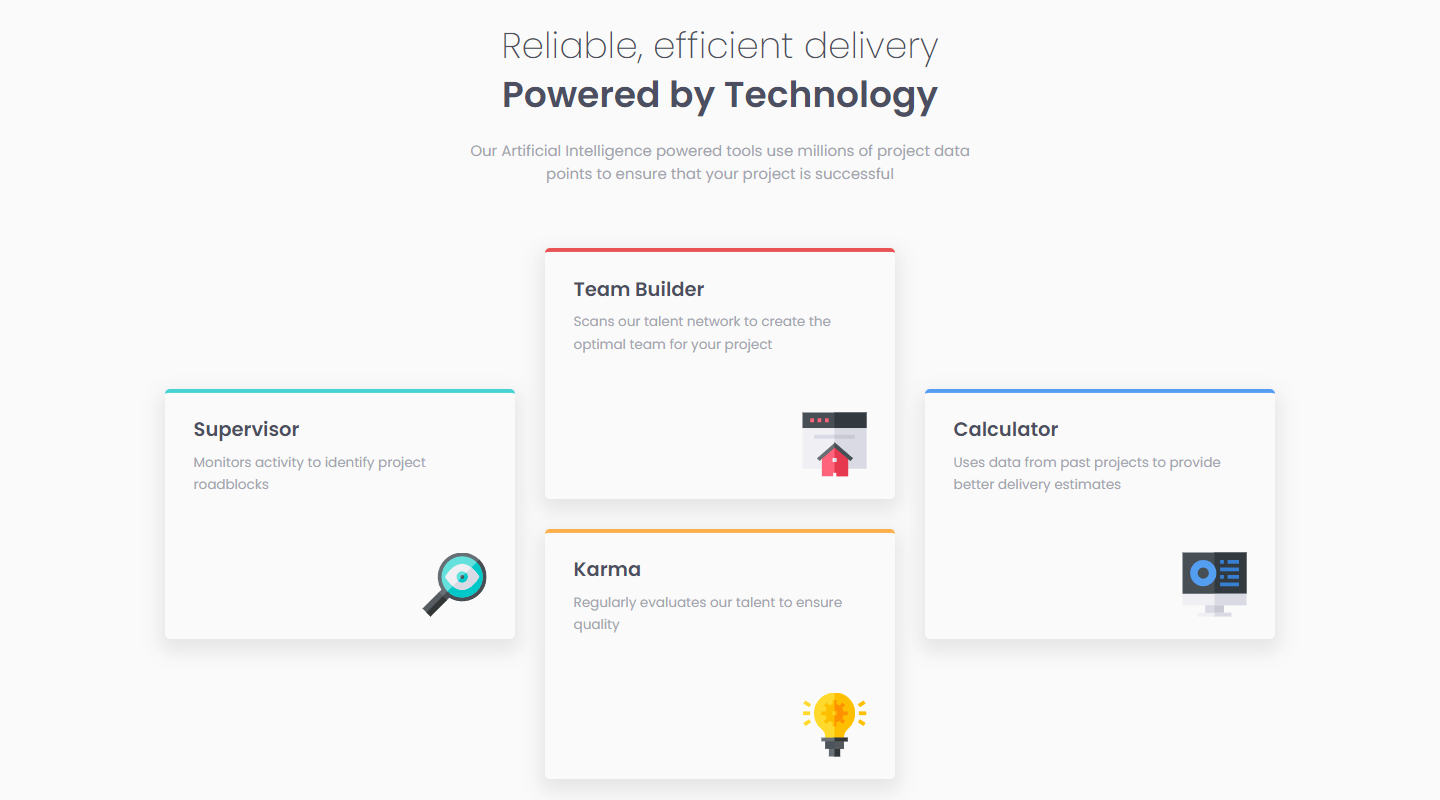 Reliable, efficient delivery
Powered by Technology
Our Artificial Intelligence powered tools use millions of project data
points to ensure that your project is successful
Team Builder
Scans our talent network to create the
optimal team for your project
Supervisor
Monitors activity to identify project
roadblocks
Calculator
Uses data from past projects to provide
better delivery estimates
Karma
Regularly evaluates our talent to ensure
quality